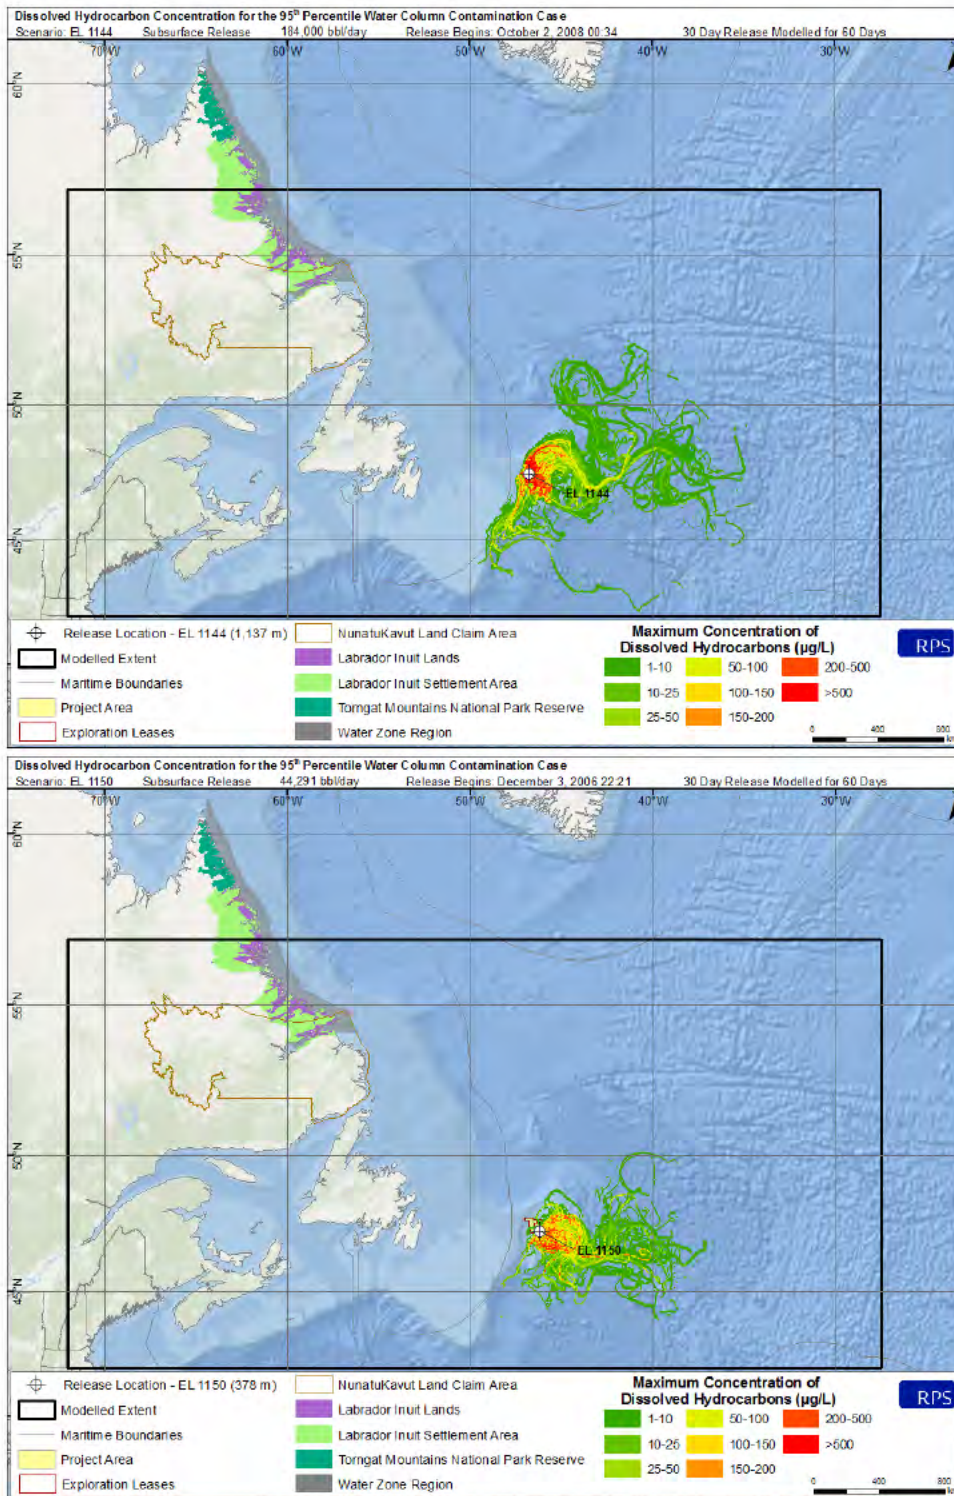 Dissolved Hydrocarbon Concentration for the 95th Percentile Water Column Contamination Case
Scenario: EL 1144 Subsurface Release 184,000 bbl/day Release Begins: October 2, 2008 00:34 30 Day Release Modelled for 60 Days
70°W 60°W 50°W 40°W 30°W
60°N
55°N
50°N
EL 1144
45°N
Release Location - EL 1144 (1,137 m)
Modelled Extent
Maritime Boundaries
Project Area
Exploration Leases
NunatuKavut Land Claim Area
Labrador Inuit Lands
Labrador Inuit Settlement Area
Torngat Mountains National Park Reserve
Water Zone Region
Maximum Concentration of
Dissolved Hydrocarbons (µg/L)
1-10 50-100 200-500
10-25 100-150 >500
25-50 150-200
RPS
0 400 800
km
Dissolved Hydrocarbon Concentration for the 95th Percentile Water Column Contamination Case
Scenario: EL 1150 Subsurface Release 44,291 bbl/day Release Begins: December 3, 2006 22:21 30 Day Release Modelled for 60 Days
70°W 60°W 50°W 40°W 30°W
60°N
55°N
50°N
EL 1150
45°N
Release Location - EL 1150 (378 m)
Modelled Extent
Maritime Boundaries
Project Area
Exploration Leases
NunatuKavut Land Claim Area
Labrador Inuit Lands
Labrador Inuit Settlement Area
Torngat Mountains National Park Reserve
Water Zone Region
Maximum Concentration of
Dissolved Hydrocarbons (µg/L)
1-10 50-100 200-500
10-25 100-150 >500
25-50 150-200
RPS
0 400 800
km